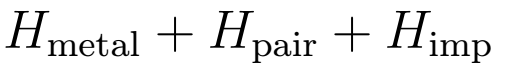 H_metal + H_pair + H_imp